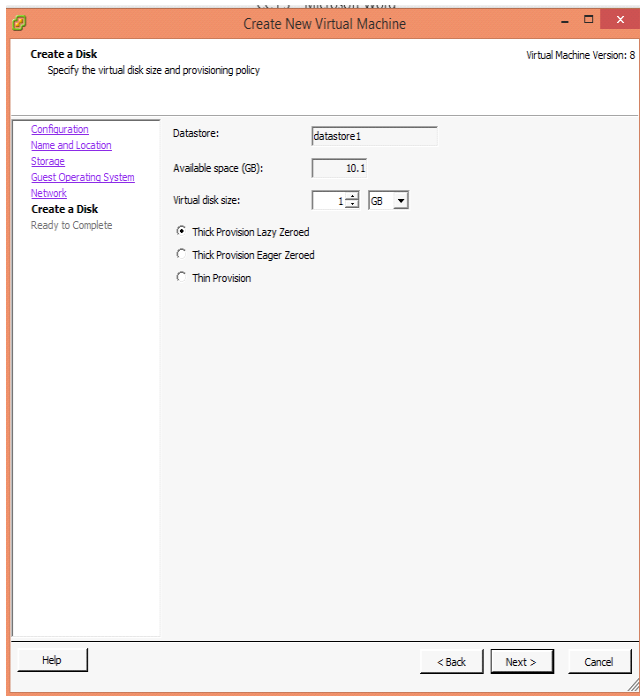 Create New Virtual Machine
Create a Disk
Specify the virtual disk size and provisioning policy
Virtual Machine Version: 8
Configuration
Name and Location
Storage
Guest Operating System
Network
Create a Disk
Ready to Complete
Datastore:
datastore1
Available space (GB):
10.1
Virtual disk size:
1
GB
Thick Provision Lazy Zeroed
Thick Provision Eager Zeroed
Thin Provision
Help
< Back
Next >
Cancel